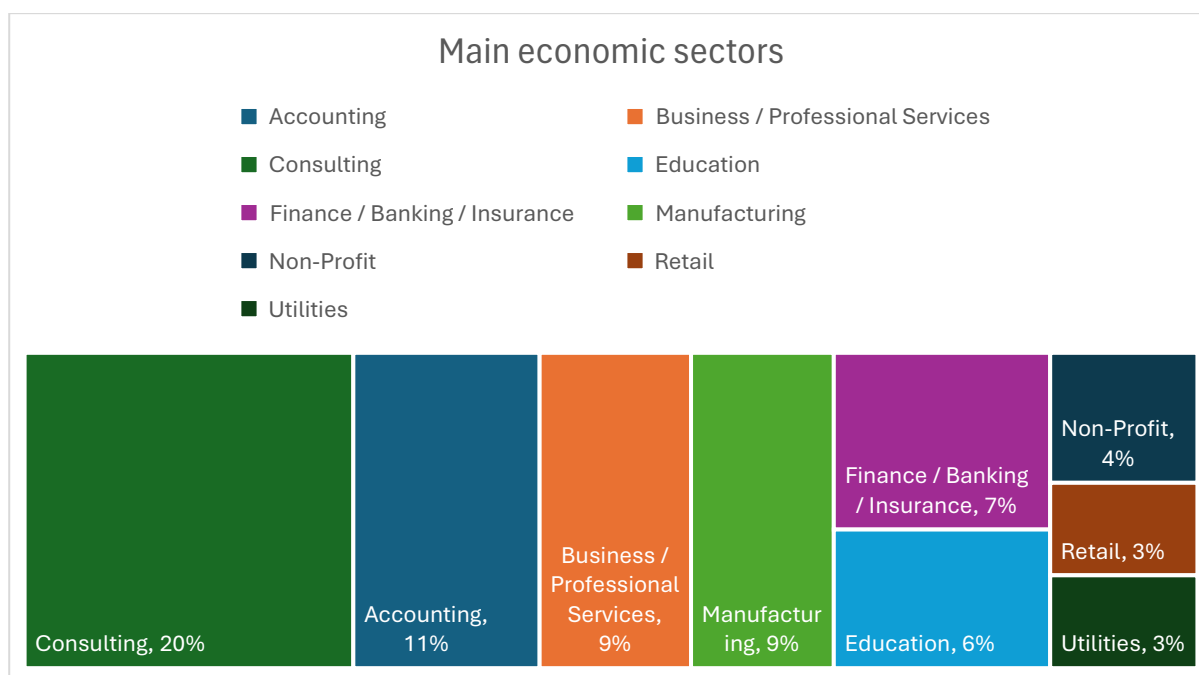 Main economic sectors
Accounting
Business / Professional Services
Consulting
Education
Finance / Banking / Insurance
Manufacturing
Non-Profit
Retail
Utilities
Consulting, 20%
Accounting,
11%
Business /
Professional
Services,
9%
Manufactur
ing, 9%
Finance / Banking
/ Insurance, 7%
Education, 6%
Non-Profit,
4%
Retail, 3%
Utilities, 3%